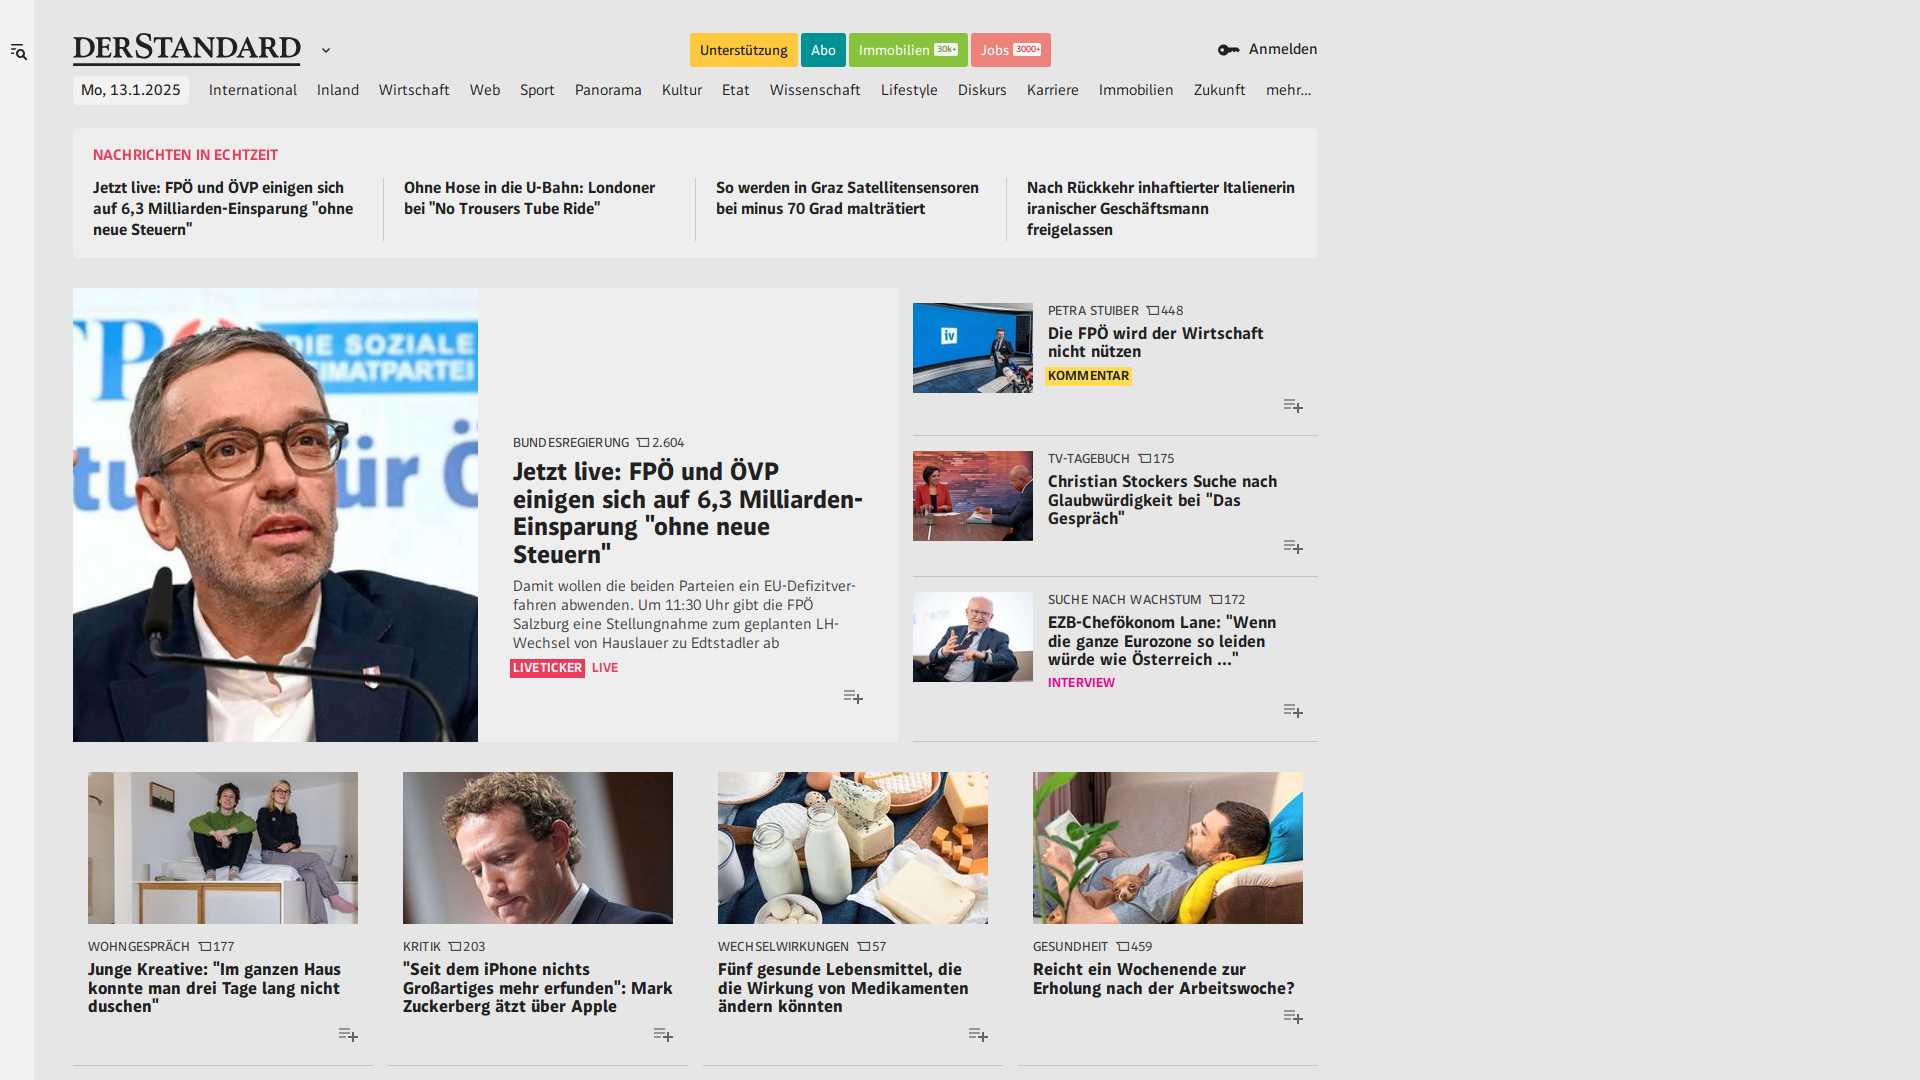 DERSTANDARD
Unterstützung
Abo
Immobilien 30k+
Jobs 3000+
Anmelden
Mo, 13.1.2025
International
Inland
Wirtschaft
Web
Sport
Panorama
Kultur
Etat
Wissenschaft
Lifestyle
Diskurs
Karriere
Immobilien
Zukunft
mehr...
NACHRICHTEN IN ECHTZEIT
Jetzt live: FPÖ und ÖVP einigen sich
auf 6,3 Milliarden-Einsparung "ohne
neue Steuern"
Ohne Hose in die U-Bahn: Londoner
bei "No Trousers Tube Ride"
So werden in Graz Satellitensensoren
bei minus 70 Grad malträtiert
Nach Rückkehr inhaftierter Italienerin
iranischer Geschäftsmann
freigelassen
FP
DIE SOZIALE
EIMATPARTEI
tu
ür Ö
BUNDESREGIERUNG 2.604
Jetzt live: FPÖ und ÖVP
einigen sich auf 6,3 Milliarden-
Einsparung "ohne neue
Steuern"
Damit wollen die beiden Parteien ein EU-Defizitver-
fahren abwenden. Um 11:30 Uhr gibt die FPÖ
Salzburg eine Stellungnahme zum geplanten LH-
Wechsel von Hauslauer zu Edtstadler ab
LIVETICKER LIVE
iv
PETRA STUIBER 448
Die FPÖ wird der Wirtschaft
nicht nützen
KOMMENTAR
TV-TAGEBUCH 175
Christian Stockers Suche nach
Glaubwürdigkeit bei "Das
Gespräch"
SUCHE NACH WACHSTUM 172
EZB-Chefökonom Lane: "Wenn
die ganze Eurozone so leiden
würde wie Österreich ..."
INTERVIEW
WOHNGESPRÄCH 177
Junge Kreative: "Im ganzen Haus
konnte man drei Tage lang nicht
duschen"
KRITIK 203
"Seit dem iPhone nichts
Großartiges mehr erfunden": Mark
Zuckerberg ätzt über Apple
WECHSELWIRKUNGEN 57
Fünf gesunde Lebensmittel, die
die Wirkung von Medikamenten
ändern könnten
GESUNDHEIT 459
Reicht ein Wochenende zur
Erholung nach der Arbeitswoche?